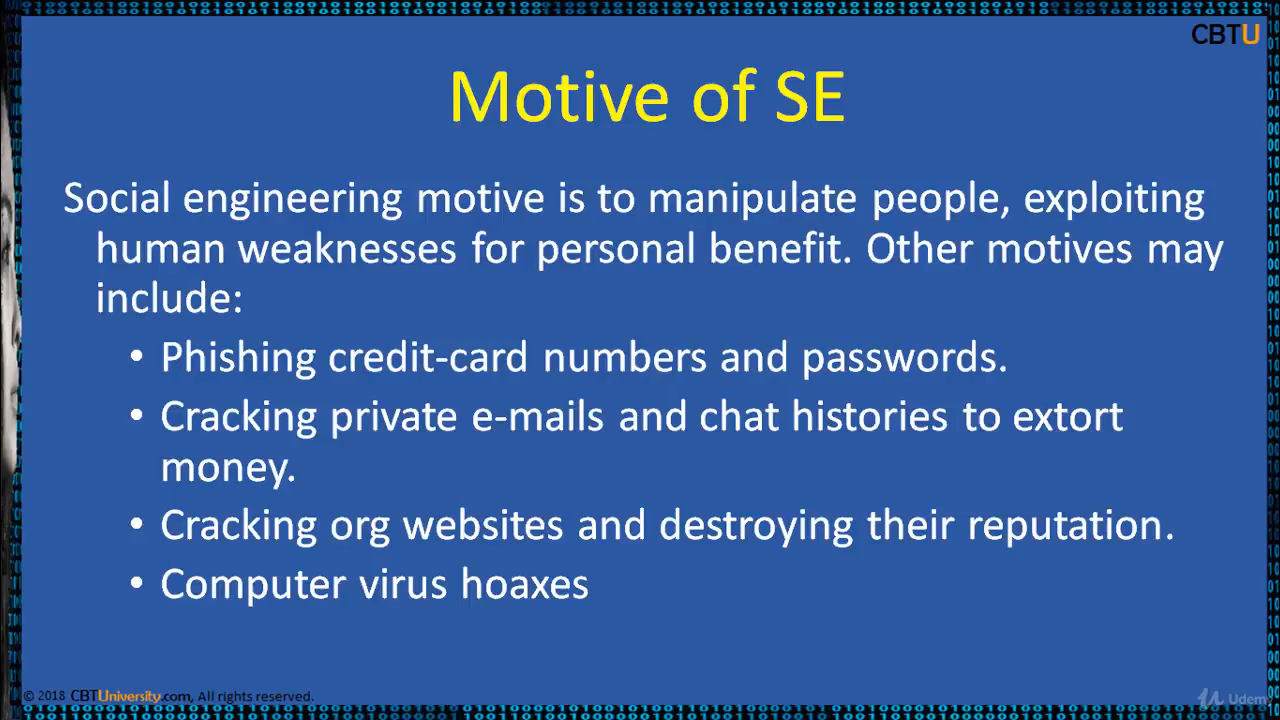 CBTU
Motive of SE
Social engineering motive is to manipulate people, exploiting
human weaknesses for personal benefit. Other motives may
include:
• Phishing credit-card numbers and passwords.
• Cracking private e-mails and chat histories to extort
money.
• Cracking org websites and destroying their reputation.
• Computer virus hoaxes
© 2018 CBTUniversity.com, All rights reserved.
Udemy